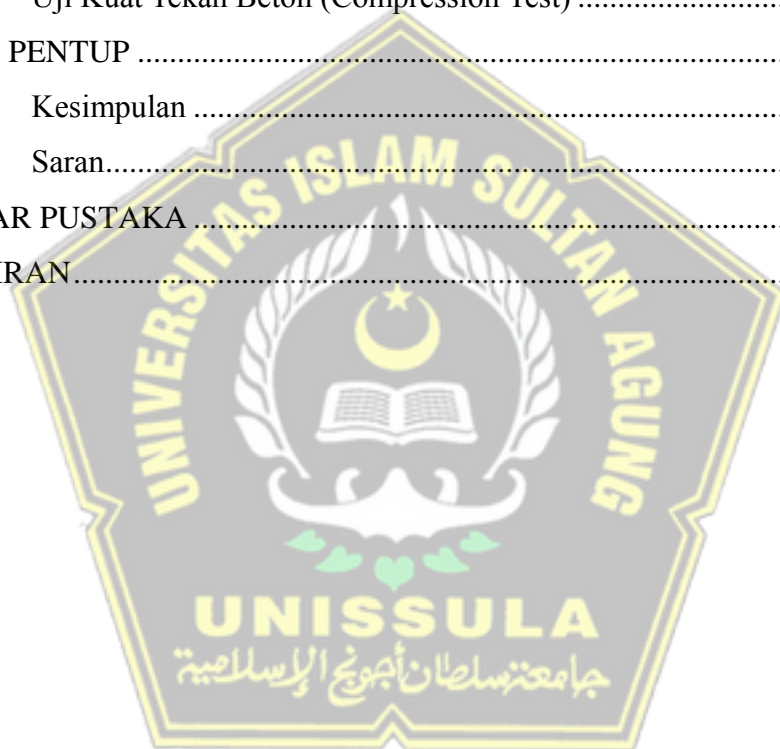 Uji Kuat Tekan Beton (Compression Test) ........................................
PENTUP ........................................
Kesimpulan ........................................
Saran........................................
AR PUSTAKA ........................................
IRAN........................................
UNIVERSITAS ISLAM SULTAN AGUNG
UNISSULA
جامعة سلطان أجونج الإسلامية